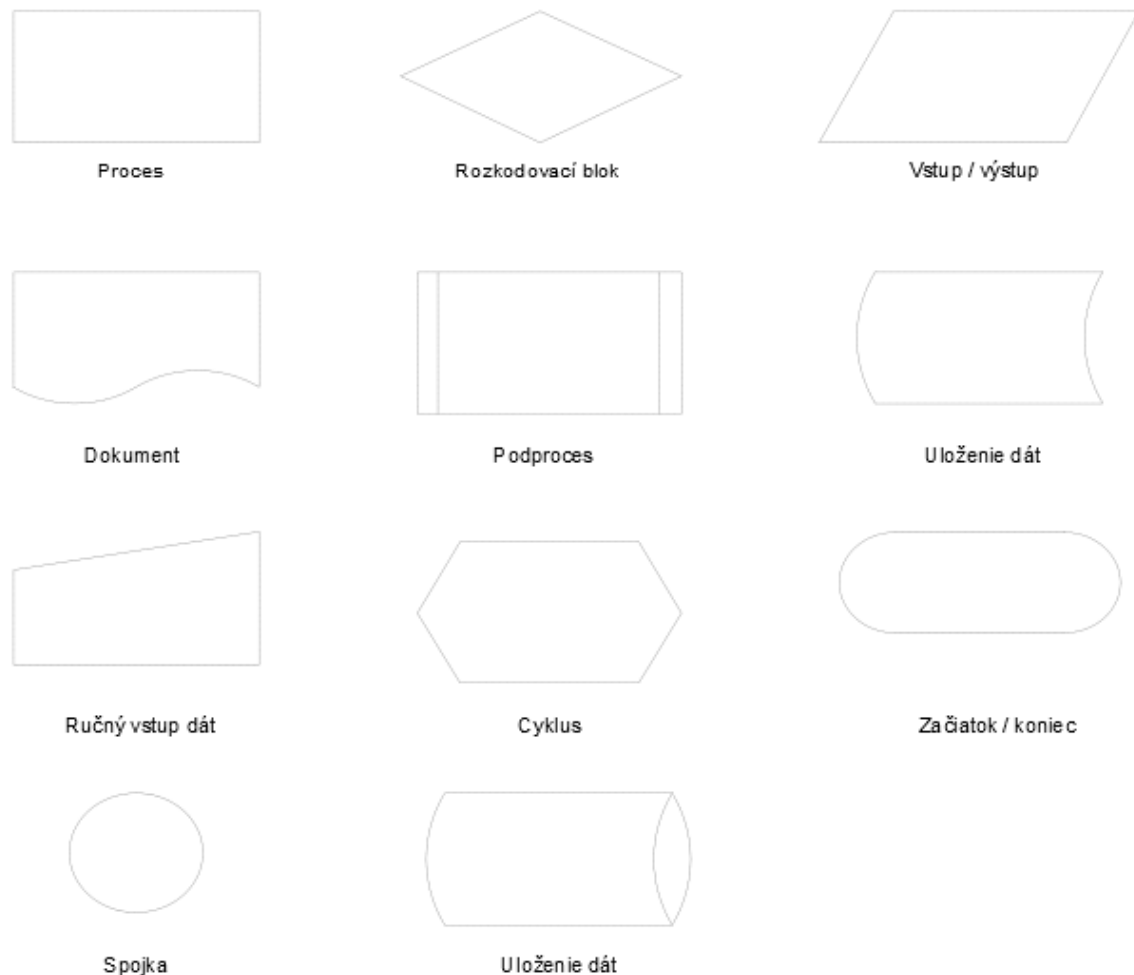 Proces
Rozkodovací blok
Vstup / výstup
Dokument
Podproces
Uloženie dát
Ručný vstup dát
Cyklus
Začiatok / koniec
Spojka
Uloženie dát